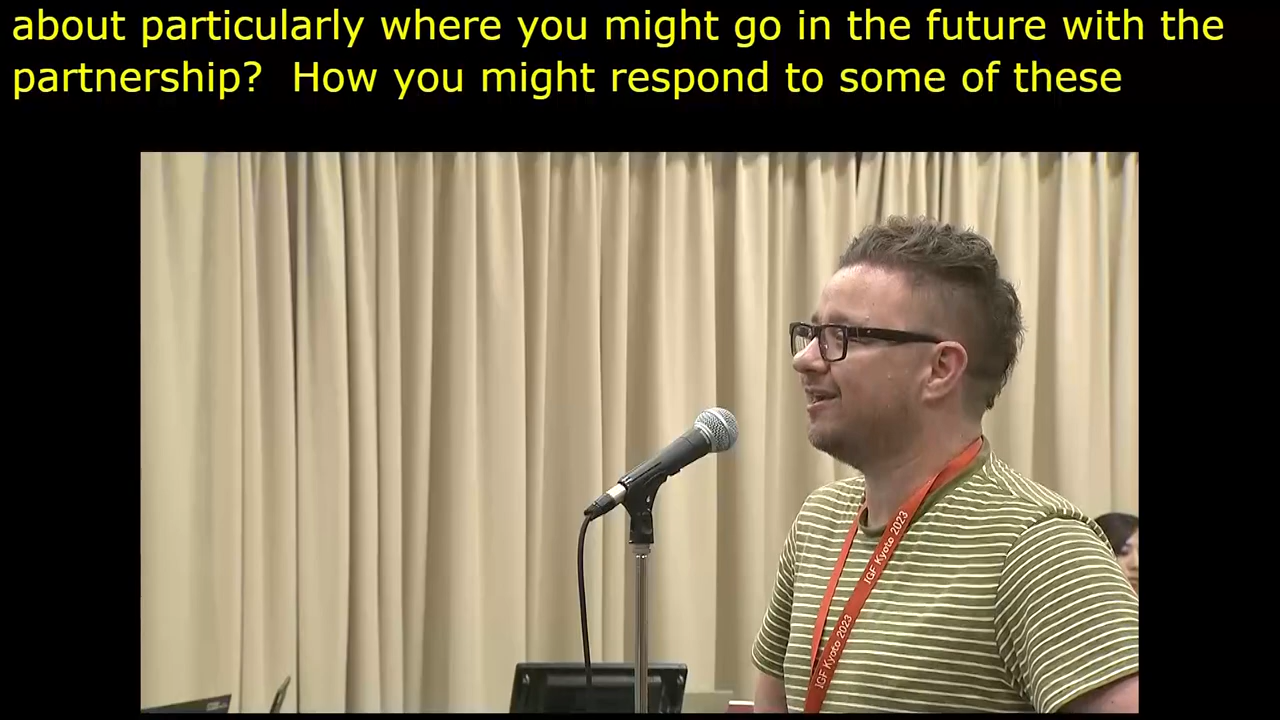 about particularly where you might go in the future with the
partnership?  How you might respond to some of these
IGF Kyoto 2023
IGF Kyoto 2023